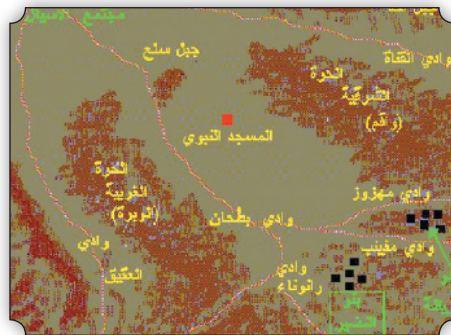 مجتمع الأسيال
جبل سلع
وادي القناة
الحرة
الشرقية
(واقم)
المسجد النبوي
الحرة
الغربية
(الوبرة)
وادي بطحان
وادي مهزوز
وادي مذينب
وادي
العقيق
وادي
رانوناء
بنو
النضير